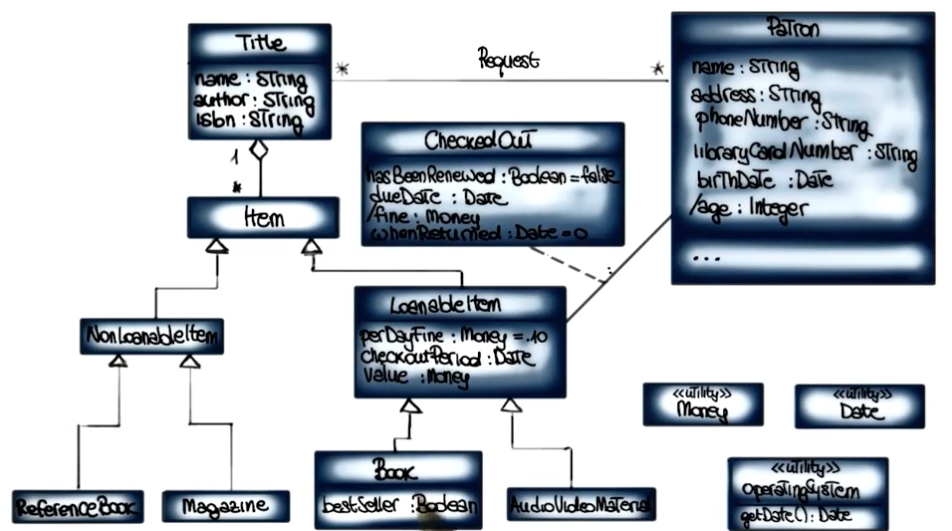 Title
name : String
author : String
isbn : String
1
*
*
Request
*
Patron
name : String
address : String
phoneNumber : String
libraryCardNumber : String
birthDate : Date
/age : Integer
...
CheckedOut
hasBeenRenewed : Boolean = false
dueDate : Date
/fine : Money
whenReturned : Date = 0
Item
LoanableItem
perDayFine : Money = .10
checkoutPeriod : Date
value : Money
NonLoanableItem
ReferenceBook
Magazine
Book
bestSeller : Boolean
AudioVideoMaterial
<<utility>>
Money
<<utility>>
Date
<<utility>>
operatingSystem
getDate() : Date